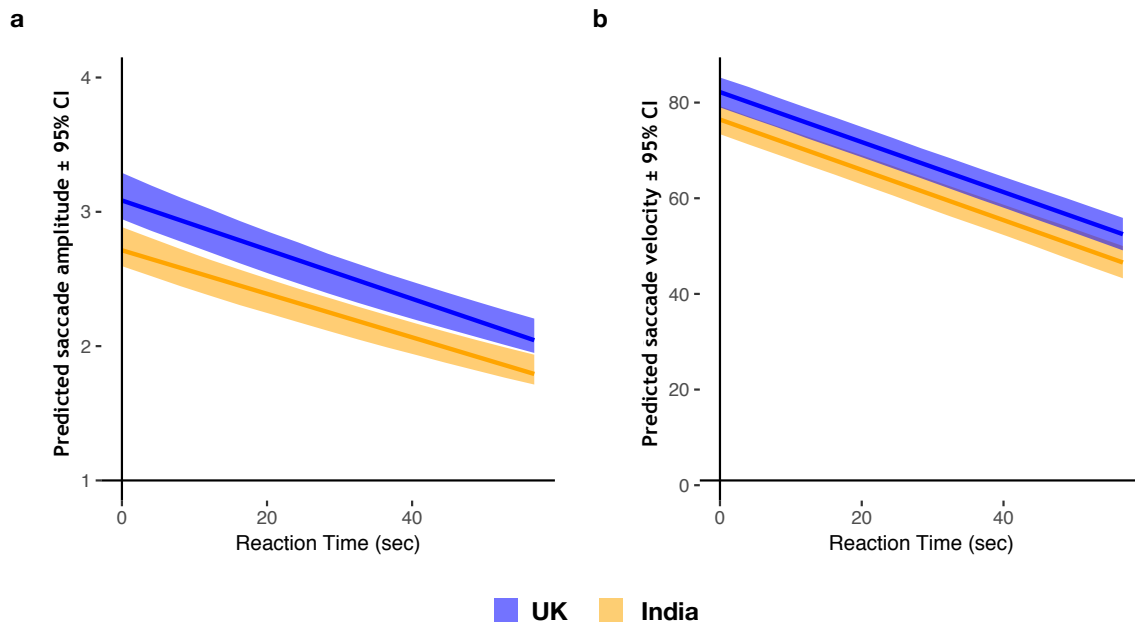 a
Predicted saccade amplitude ± 95% CI
4
3
2
1
0
20
40
Reaction Time (sec)
b
Predicted saccade velocity ± 95% CI
80
60
40
20
0
0
20
40
Reaction Time (sec)
UK
India